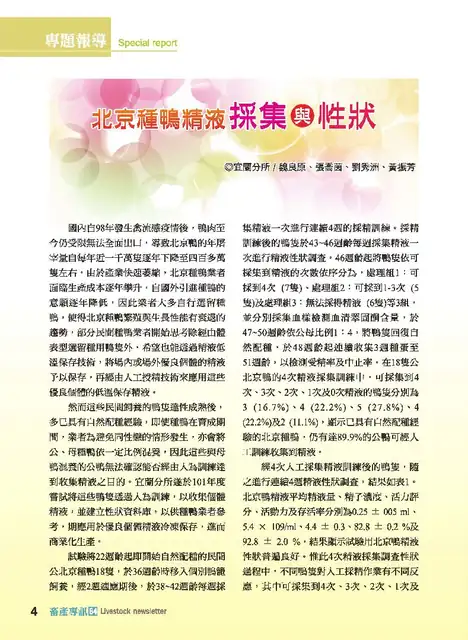 專題報導
Special report
北京種鴨精液採集與性狀
◎宜蘭分所/魏良原、張喬茵、劉秀洲、黃振芳
國內自98年發生禽流感疫情後，鴨肉至
今仍受限無法全面出口，導致北京鴨的年屠
宰量自每年近一千萬隻逐年下降至四百多萬
隻左右。由於產業快速萎縮，北京種鴨業者
面臨生產成本逐年攀升，自國外引進種鴨的
意願逐年降低，因此業者大多自行選留種
鴨，使得北京種鴨繁殖與生長性能有衰退的
趨勢，部分民間種鴨業者開始思考除經由體
表型選留種用鴨隻外，希望也能透過精液低
溫保存技術，將場內或場外優良個體的精液
予以保存，再經由人工授精技術來應用這些
優良個體的低溫保存精液。
然而這些民間飼養的鴨隻達性成熟後，
多已具有自然配種經驗，即使種鴨在育成期
間，業者為避免同性戀的情形發生，亦會將
公、母種鴨依一定比例混養，因此這些與母
鴨混養的公鴨無法確認能否經由人為訓練達
到收集精液之目的。宜蘭分所遂於101年度
嘗試將這些鴨隻透過人為訓練，以收集個體
精液，並建立性狀資料庫，以供種鴨業者參
考，期應用於優良個體精液冷凍保存，進而
商業化生產。
試驗將22週齡起即開始自然配種的民間
公北京種鴨18隻，於36週齡時移入個別鴨籠
飼養，經2週適應期後，於38~42週齡每週採
集精液一次進行連續4週的採精訓練。採精
訓練後的鴨隻於43~46週齡每週採集精液一
次進行精液性狀調查。46週齡起將鴨隻依可
採集到精液的次數依序分為，處理組1：可
採到4次 (7隻)、處理組2：可採到1-3次 (5
隻)及處理組3：無法採得精液 (6隻)等3組，
並分別採集血樣檢測血清睪固酮含量，於
47~50週齡依公母比例1：4，將鴨隻回復自
然配種，於48週齡起連續收集3週種蛋至
51週齡，以檢測受精率及中止率。在18隻公
北京鴨的4次精液採集訓練中，可採集到4
次、3次、2次、1次及0次精液的鴨隻分別為
3 (16.7%)、4 (22.2%)、5 (27.8%)、4
(22.2%)及2 (11.1%)，顯示已具有自然配種經
驗的北京種鴨，仍有達89.9%的公鴨可經人
工訓練收集到精液。
經4次人工採集精液訓練後的鴨隻，隨
之進行連續4週精液性狀調查，結果如表1。
北京鴨精液平均精液量、精子濃度、活力評
分、活動力及存活率分別為0.25 ± 005 ml、
5.4 × 109/ml、4.4 ± 0.3、82.8 ± 0.2 %及
92.8 ± 2.0 %，結果顯示試驗用北京鴨精液
性狀普遍良好。惟此4次精液採集調查性狀
過程中，不同鴨隻對人工採精作業有不同反
應，其中可採集到4次、3次、2次、1次及
4 畜產專訊84 Livestock newsletter